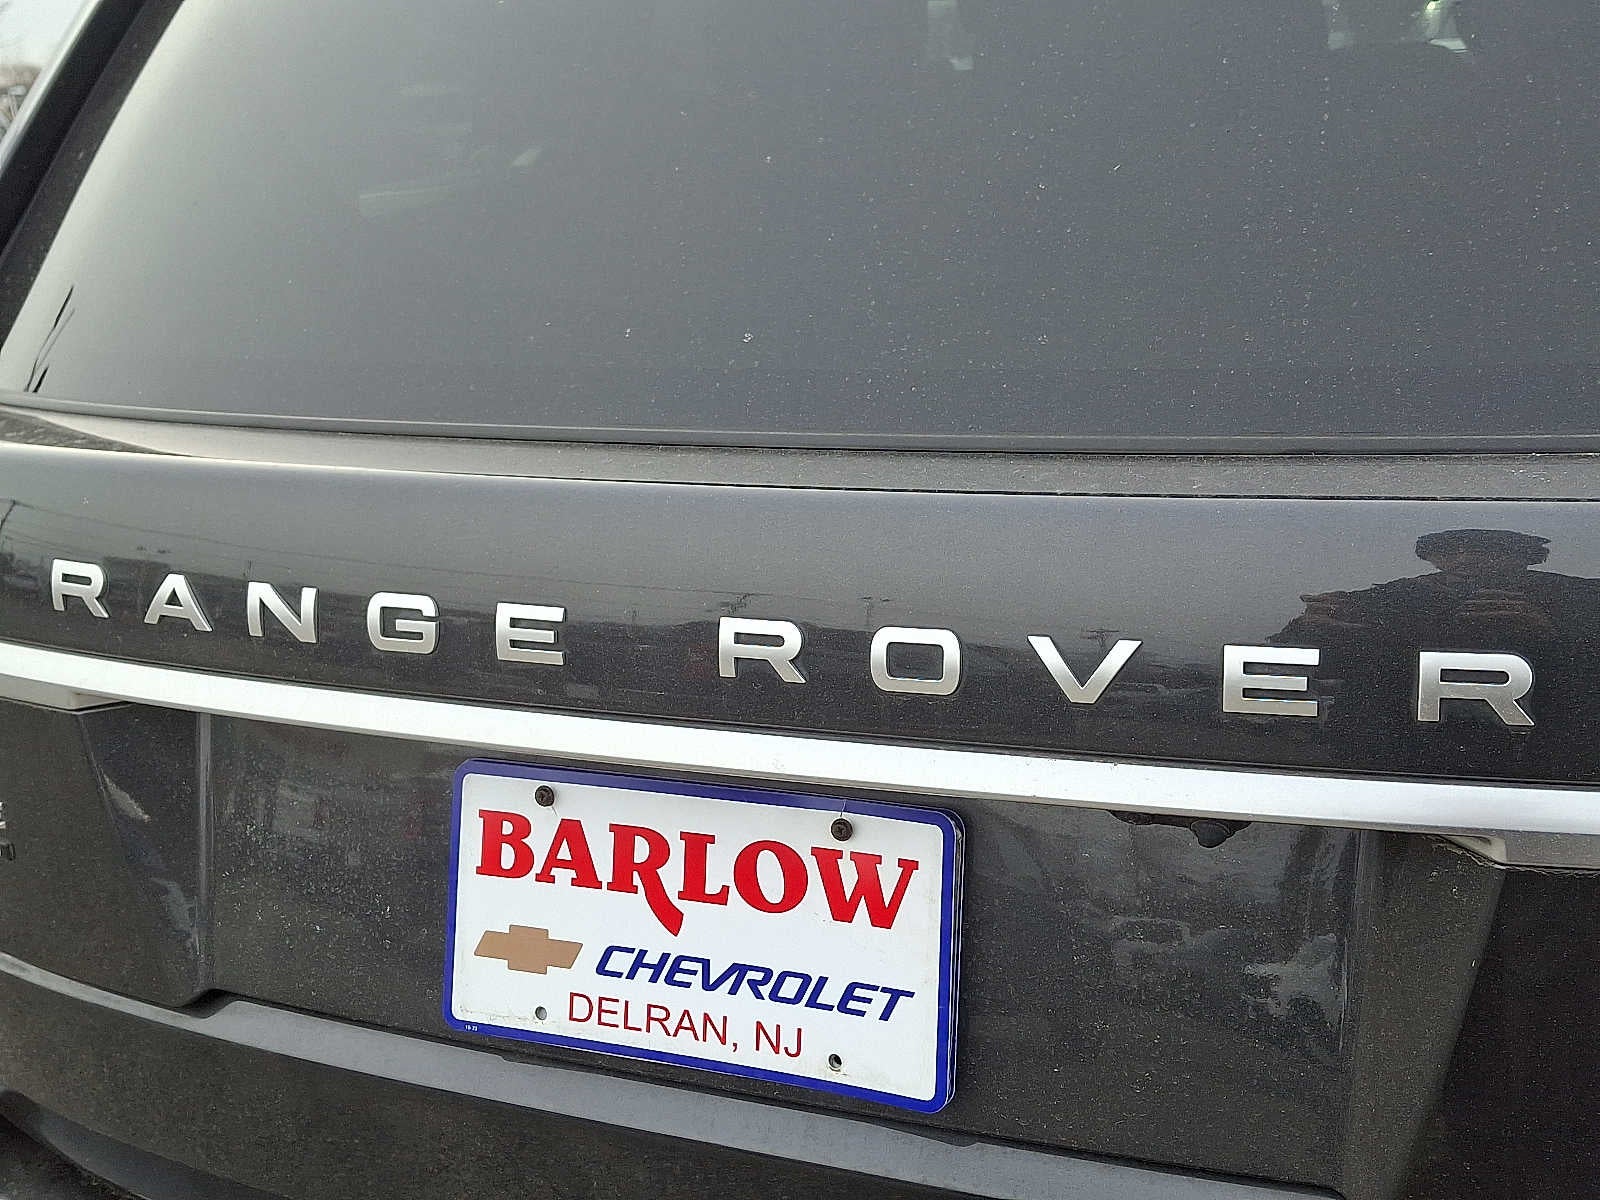 RANGE ROVER
BARLOW
CHEVROLET
DELRAN, NJ